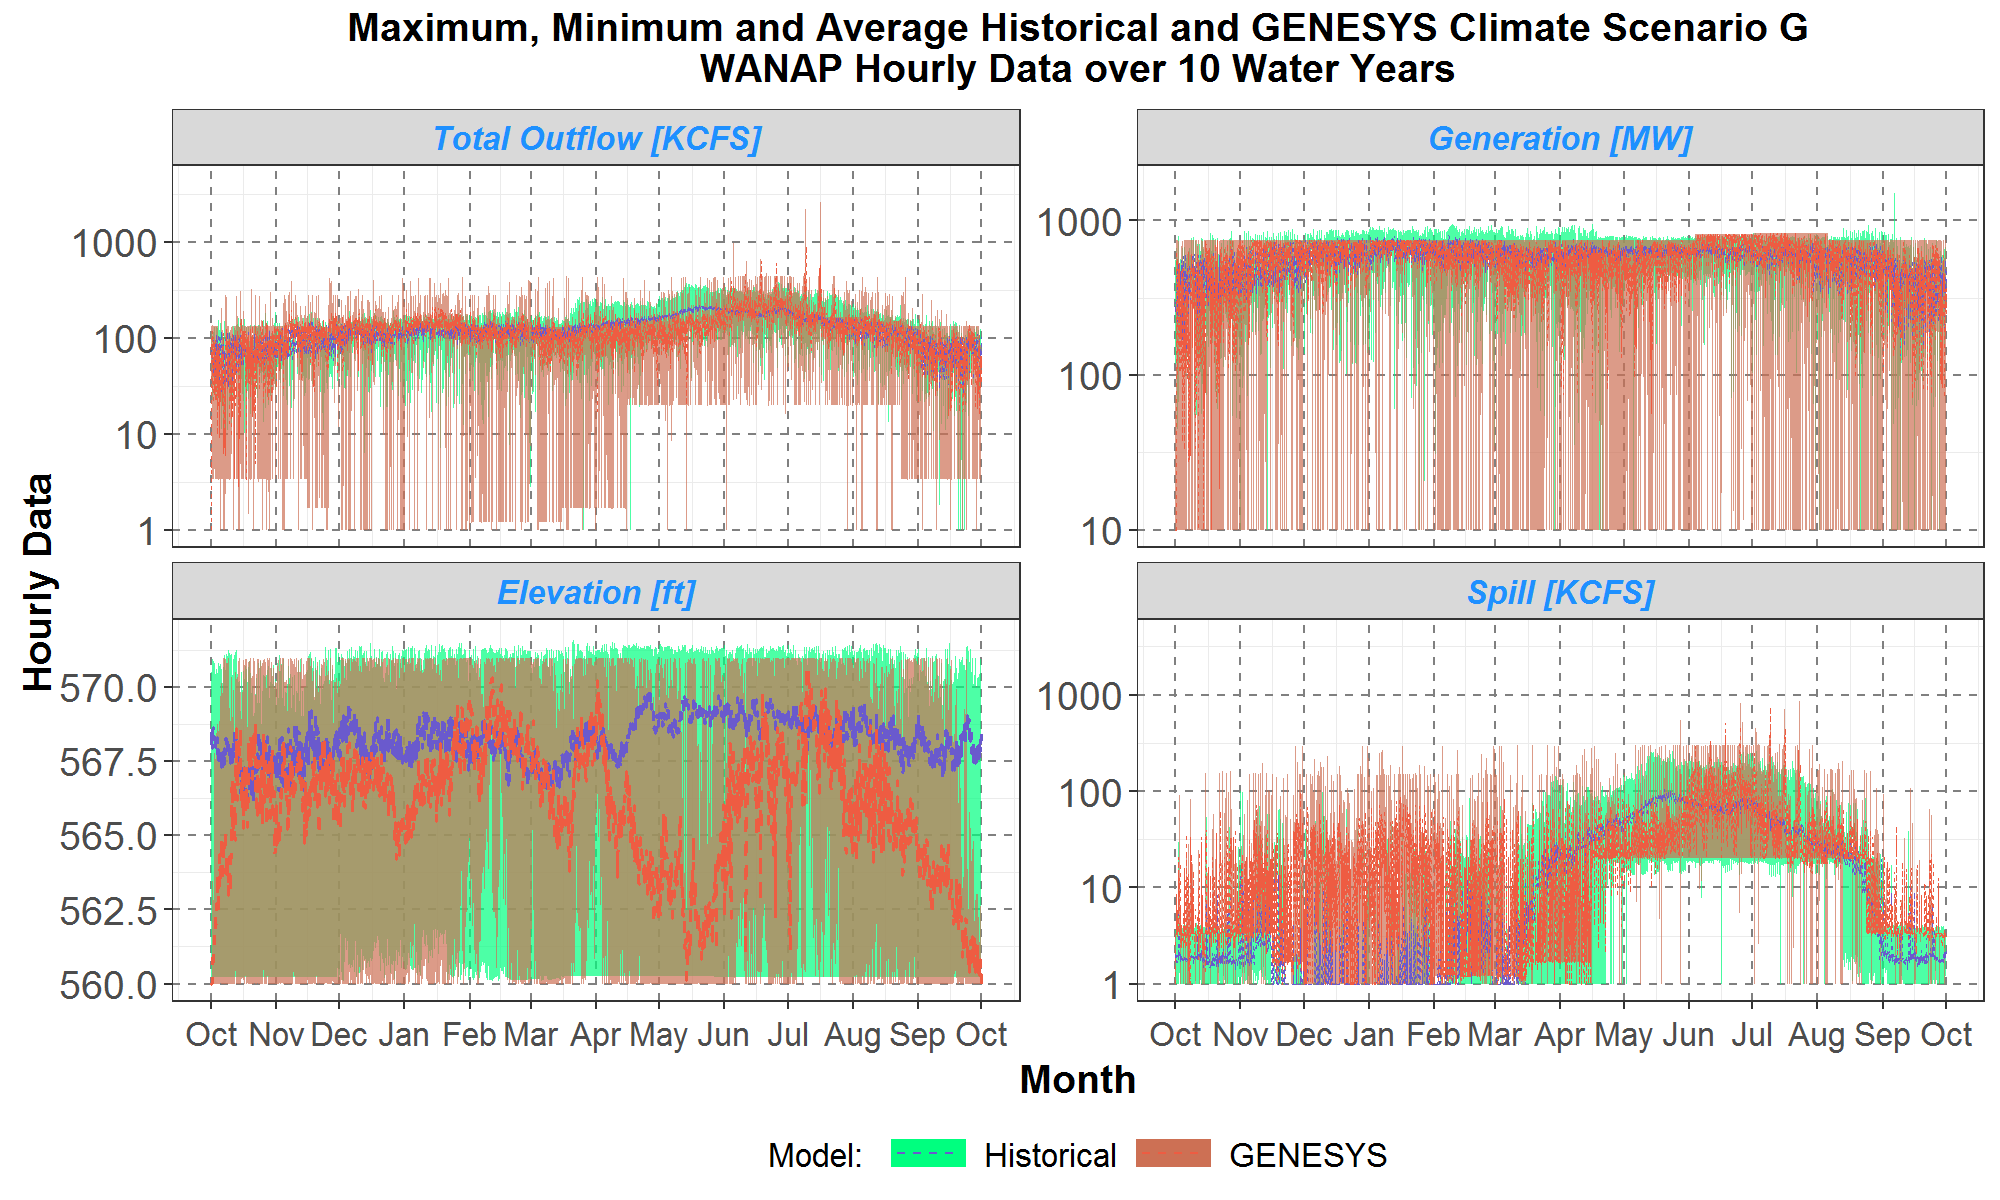 Maximum, Minimum and Average Historical and GENESYS Climate Scenario G
WANAP Hourly Data over 10 Water Years
Total Outflow [KCFS]
1000
100
10
1
Generation [MW]
1000
100
10
Hourly Data
Elevation [ft]
570.0
567.5
565.0
562.5
560.0
Oct Nov Dec Jan Feb Mar Apr May Jun Jul Aug Sep Oct
Spill [KCFS]
1000
100
10
1
Oct Nov Dec Jan Feb Mar Apr May Jun Jul Aug Sep Oct
Month
Model: Historical GENESYS